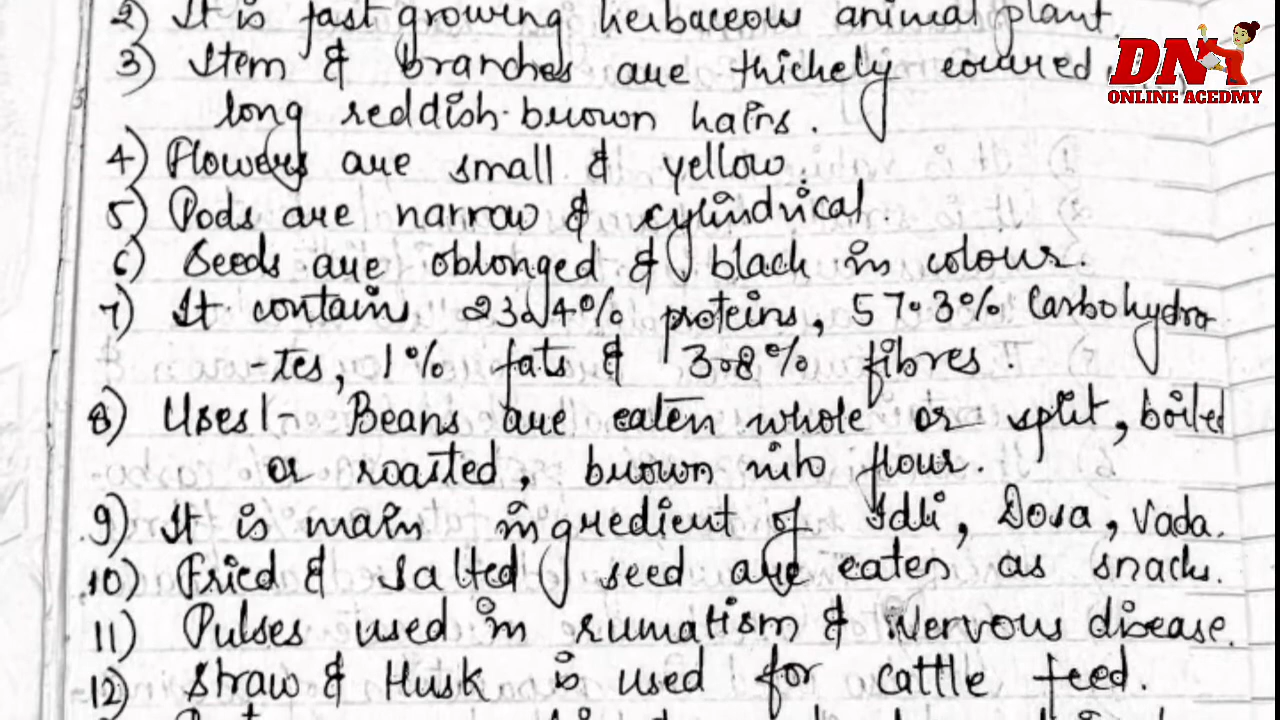 2) It is fast growing herbaceous animal plant.
3) Stem & branches are thickely covered
long reddish-brown hairs.
4) Flowers are small & yellow.
5) Pods are narrow & cylindrical.
6) Seeds are oblonged & black in colour.
7) It contains 23.4% proteins, 57.3% Carbohydra
-tes, 1% fats & 3.8% fibres.
8) Uses:- Beans are eaten whole or split, boiled
or roasted, brown into flour.
9) It is main ingredient of Idli, Dosa, Vada.
10) Fried & salted seed are eaten as snacks.
11) Pulses used in rumatism & Nervous disease.
12) Straw & Husk is used for cattle feed.
DN
ONLINE ACEDMY